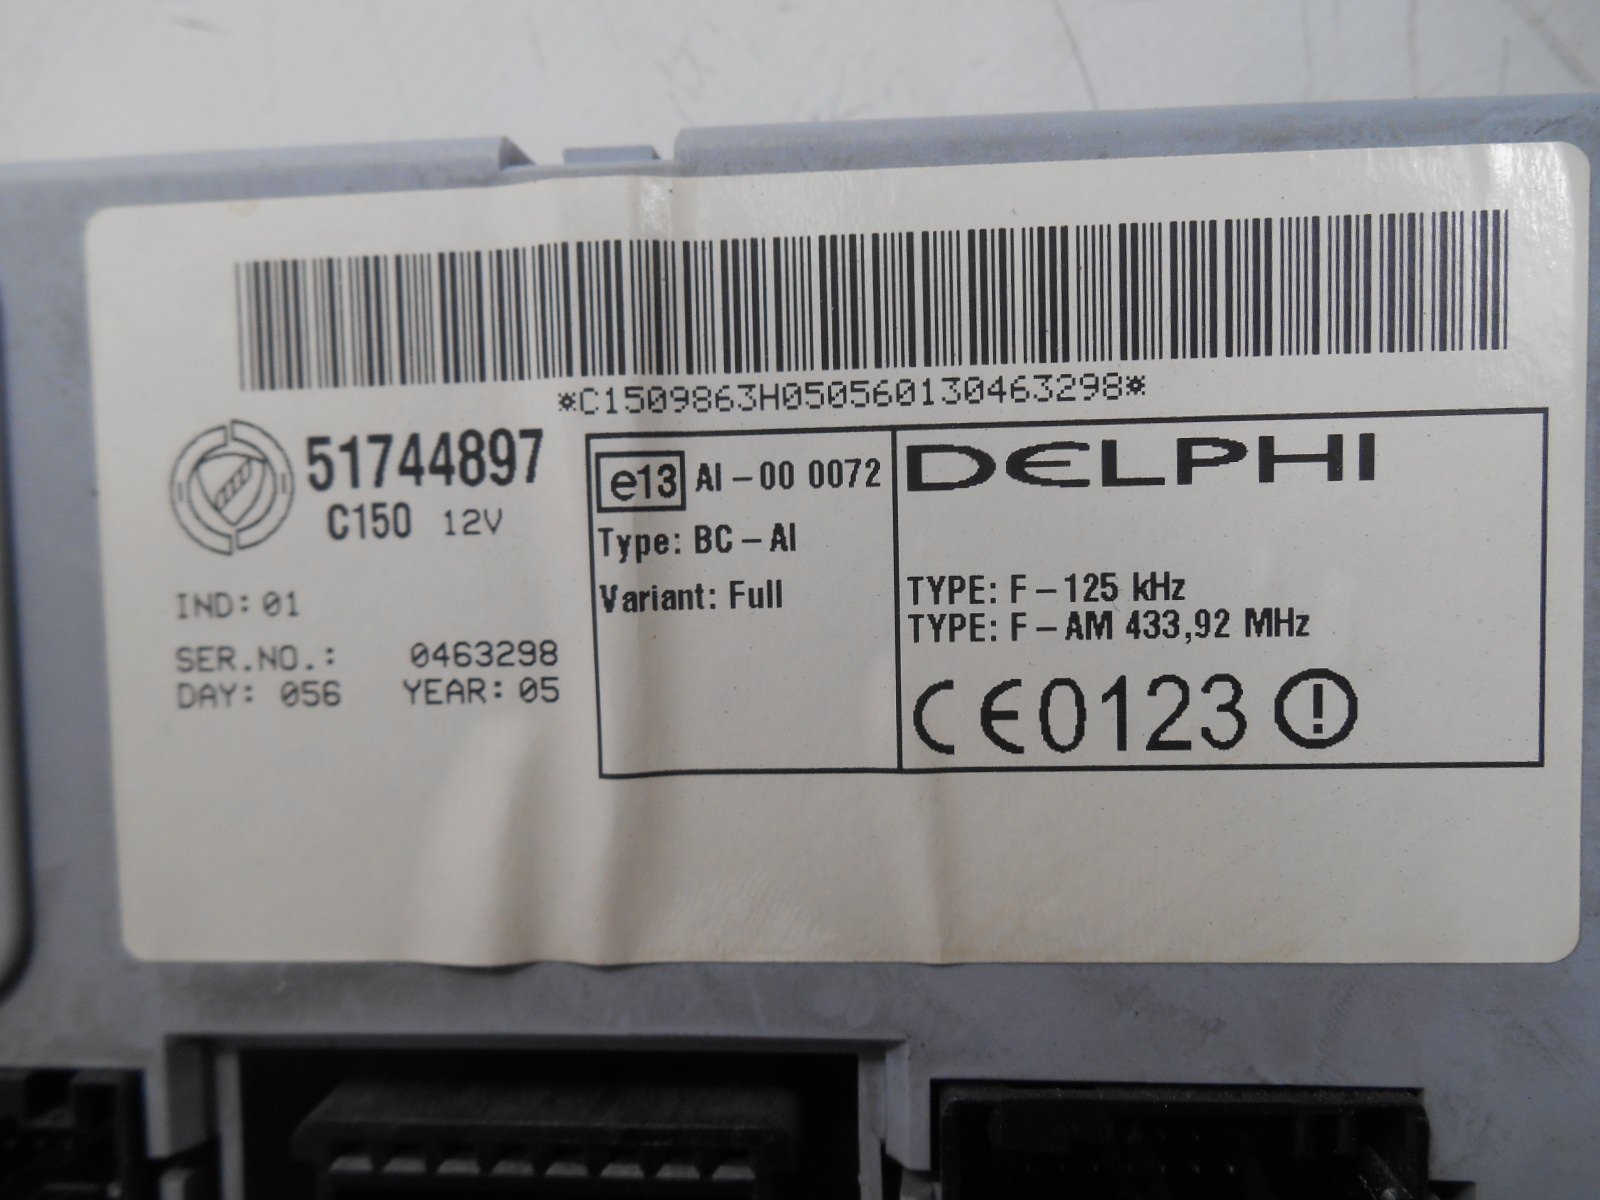 *C1509863H050560130463298*
51744897
C150 12V
IND: 01
SER.NO.: 0463298
DAY: 056 YEAR: 05
e13 AI-00 0072
Type: BC-AI
Variant: Full
DELPHI
TYPE: F-125 kHz
TYPE: F-AM 433,92 MHz
CE0123